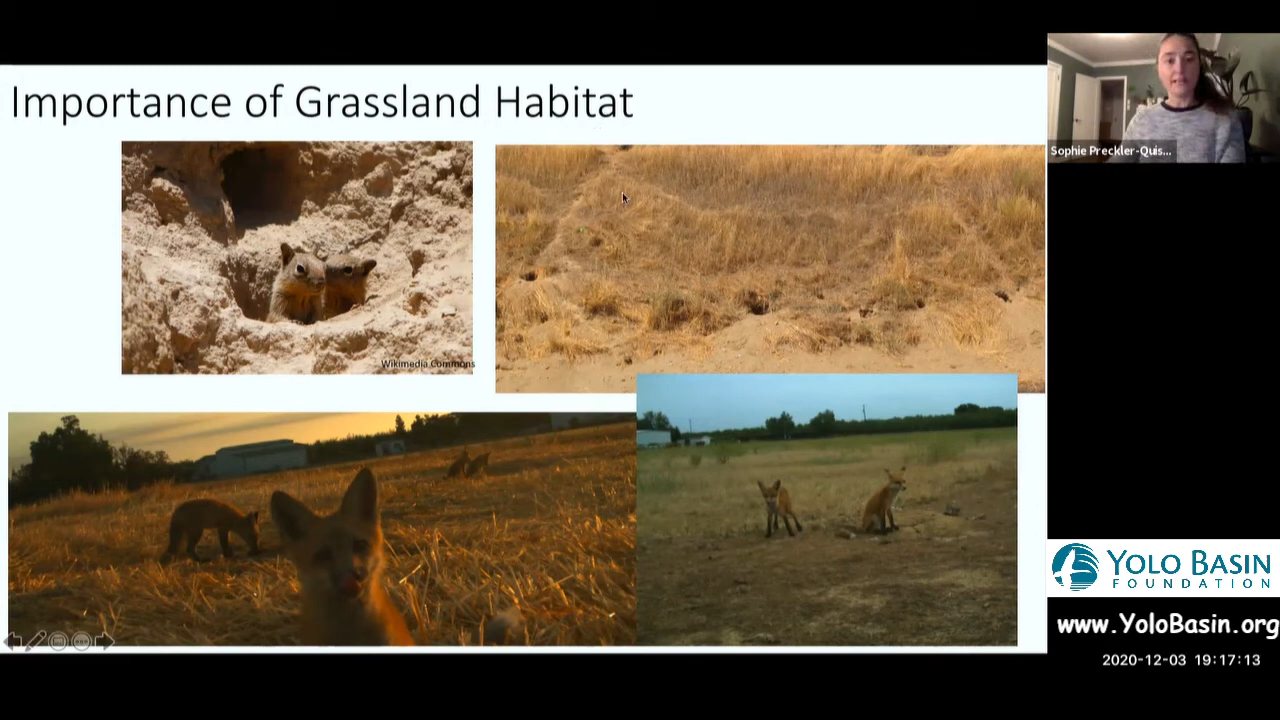 Importance of Grassland Habitat
Sophie Preckler-Quis...
Wikimedia Commons
YOLO BASIN
FOUNDATION
www.YoloBasin.org
2020-12-03 19:17:13